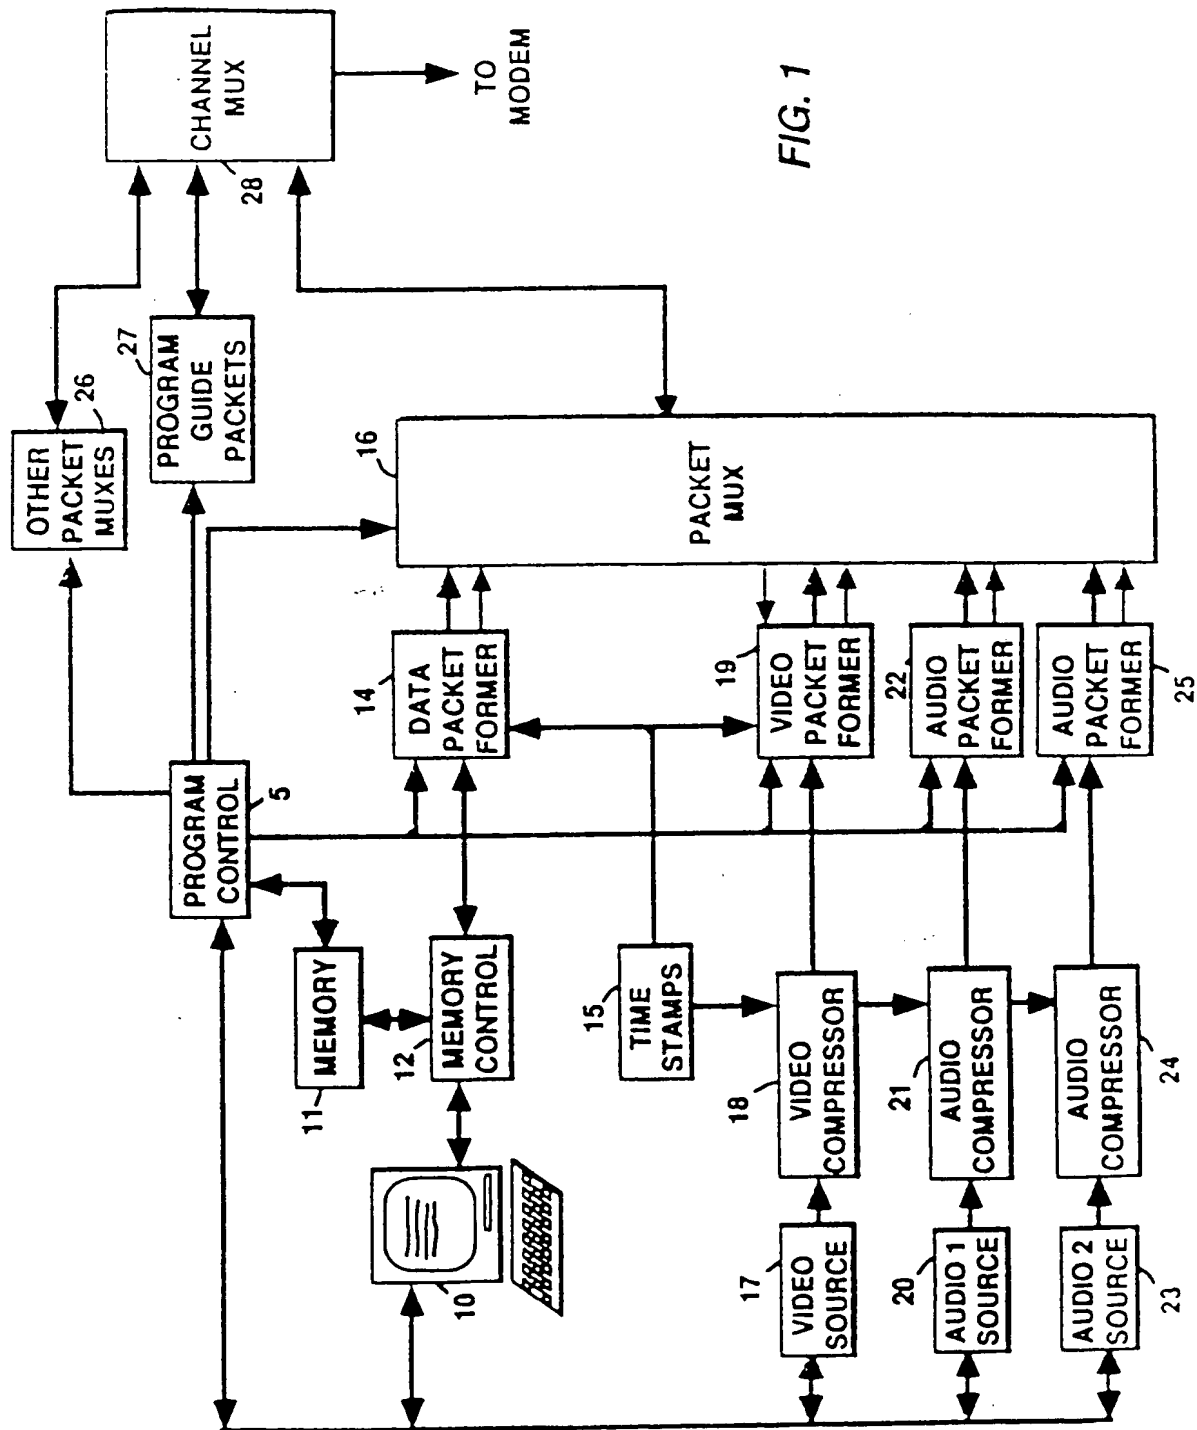 CHANNEL
MUX
28
TO
MODEM
FIG. 1
OTHER
PACKET
MUXES
26
27
PROGRAM
GUIDE
PACKETS
16
PACKET
MUX
14
DATA
PACKET
FORMER
19
VIDEO
PACKET
FORMER
22
AUDIO
PACKET
FORMER
AUDIO
PACKET
FORMER
25
PROGRAM
CONTROL
5
11
MEMORY
12
MEMORY
CONTROL
15
TIME
STAMPS
18
VIDEO
COMPRESSOR
21
AUDIO
COMPRESSOR
AUDIO
COMPRESSOR
24
10
17
VIDEO
SOURCE
20
AUDIO 1
SOURCE
AUDIO 2
SOURCE
23